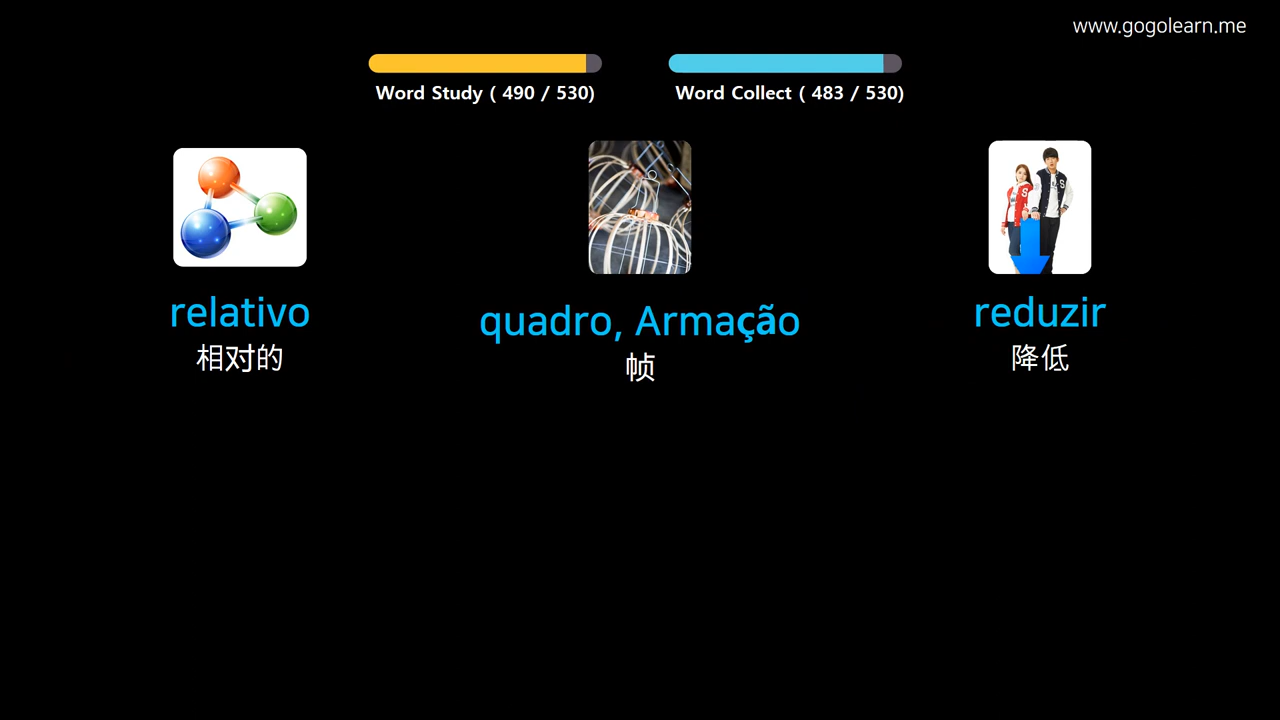 www.gogolearn.me
Word Study ( 490 / 530)
Word Collect ( 483 / 530)
relativo
相对的
quadro, Armação
帧
reduzir
降低